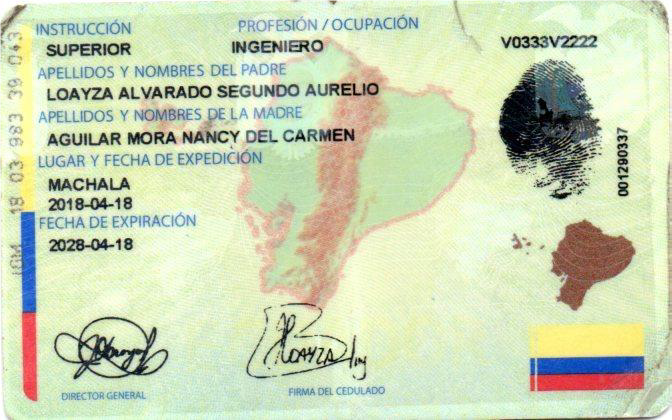 INSTRUCCIÓN PROFESIÓN / OCUPACIÓN
SUPERIOR INGENIERO V0333V2222
APELLIDOS Y NOMBRES DEL PADRE
LOAYZA ALVARADO SEGUNDO AURELIO
APELLIDOS Y NOMBRES DE LA MADRE
AGUILAR MORA NANCY DEL CARMEN
LUGAR Y FECHA DE EXPEDICIÓN
MACHALA
2018-04-18
FECHA DE EXPIRACIÓN
2028-04-18
IGM 18 03 983 39 043
001290337
LOAYZA
DIRECTOR GENERAL
FIRMA DEL CEDULADO